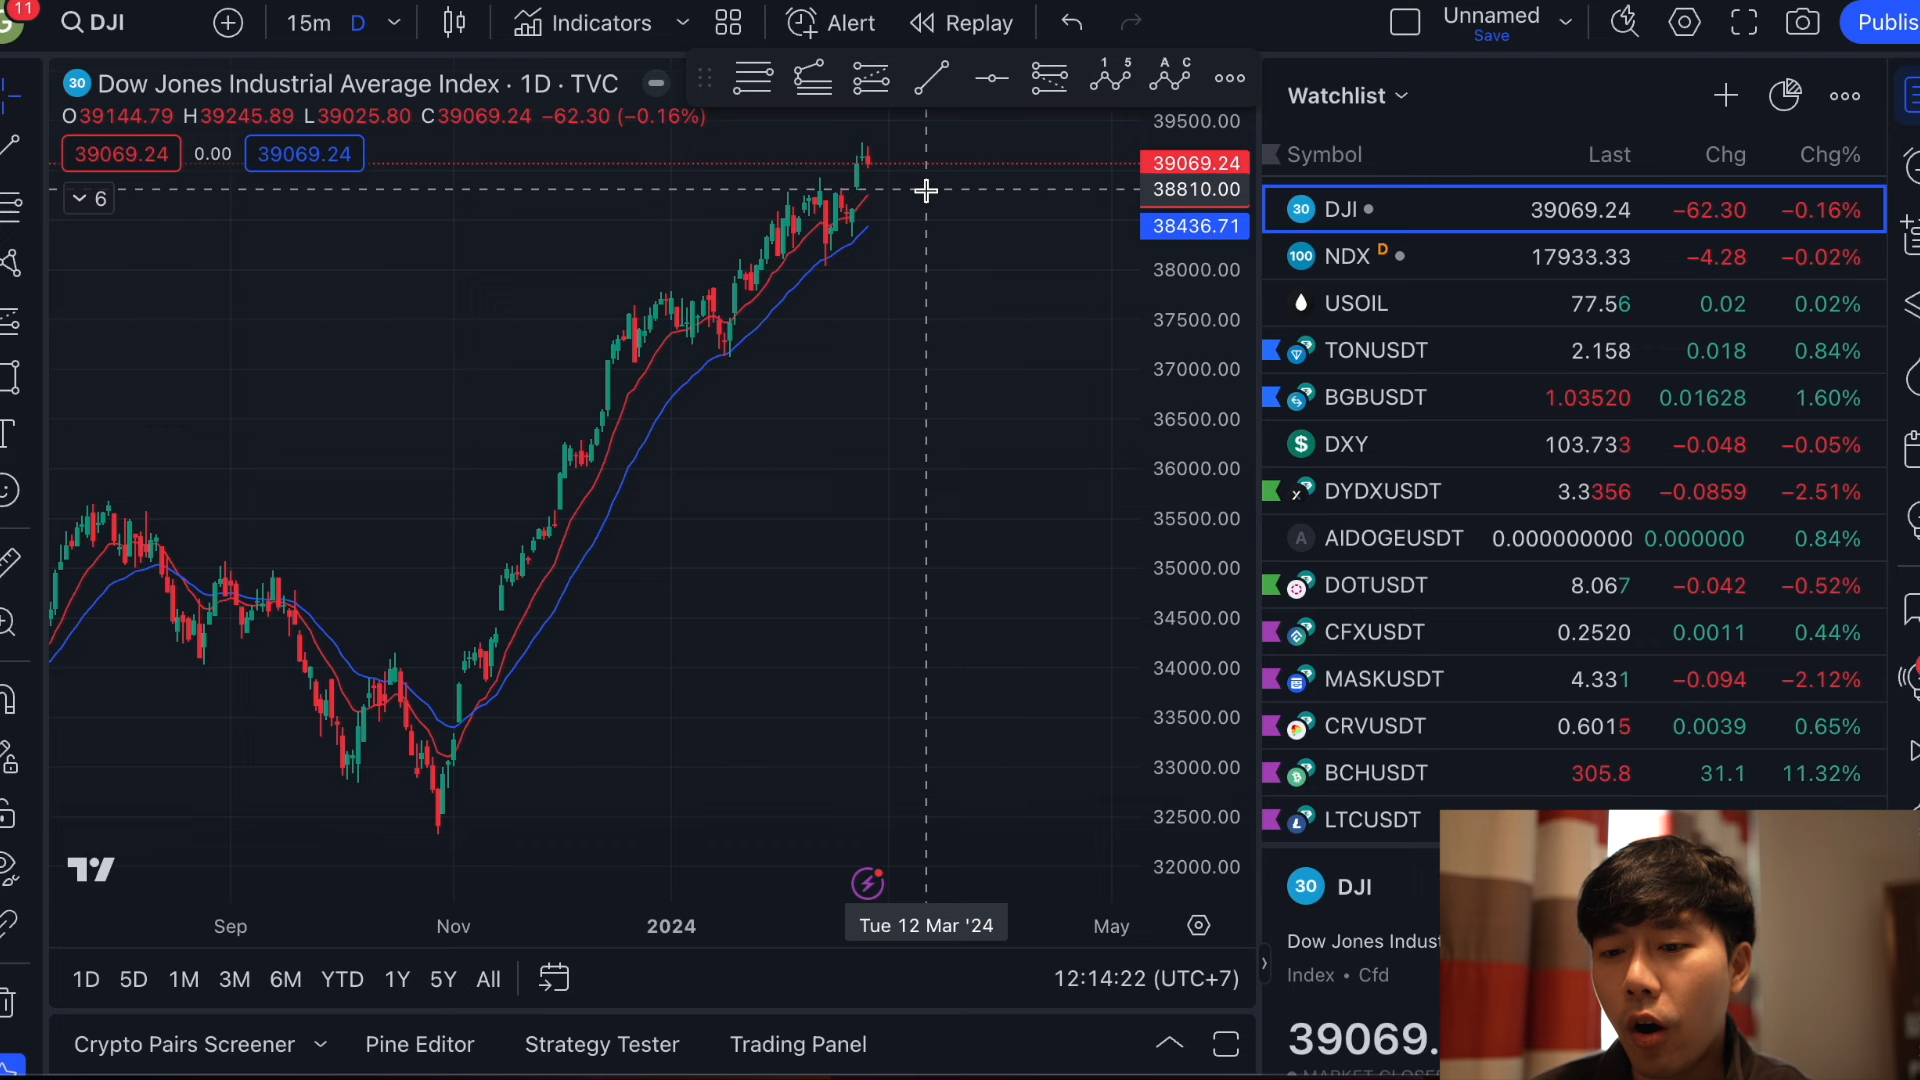 11
DJI
15m
D
Indicators
Alert
Replay
Unnamed
Save
Publis
30
Dow Jones Industrial Average Index · 1D · TVC
O39144.79 H39245.89 L39025.80 C39069.24 −62.30 (−0.16%)
39069.24
0.00
39069.24
6
1 5
A C
39500.00
39069.24
38810.00
38436.71
38000.00
37500.00
37000.00
36500.00
36000.00
35500.00
35000.00
34500.00
34000.00
33500.00
33000.00
32500.00
32000.00
Sep
Nov
2024
Tue 12 Mar '24
May
1D 5D 1M 3M 6M YTD 1Y 5Y All
12:14:22 (UTC+7)
Crypto Pairs Screener
Pine Editor
Strategy Tester
Trading Panel
Watchlist
Symbol Last Chg Chg%
30 DJI 39069.24 −62.30 −0.16%
100 NDX D 17933.33 −4.28 −0.02%
USOIL 77.56 0.02 0.02%
TONUSDT 2.158 0.018 0.84%
BGBUSDT 1.03520 0.01628 1.60%
$ DXY 103.733 −0.048 −0.05%
DYDXUSDT 3.3356 −0.0859 −2.51%
A AIDOGEUSDT 0.000000000 0.000000 0.84%
DOTUSDT 8.067 −0.042 −0.52%
CFXUSDT 0.2520 0.0011 0.44%
MASKUSDT 4.331 −0.094 −2.12%
CRVUSDT 0.6015 0.0039 0.65%
BCHUSDT 305.8 31.1 11.32%
LTCUSDT
30 DJI
Dow Jones Indust
Index • Cfd
39069.